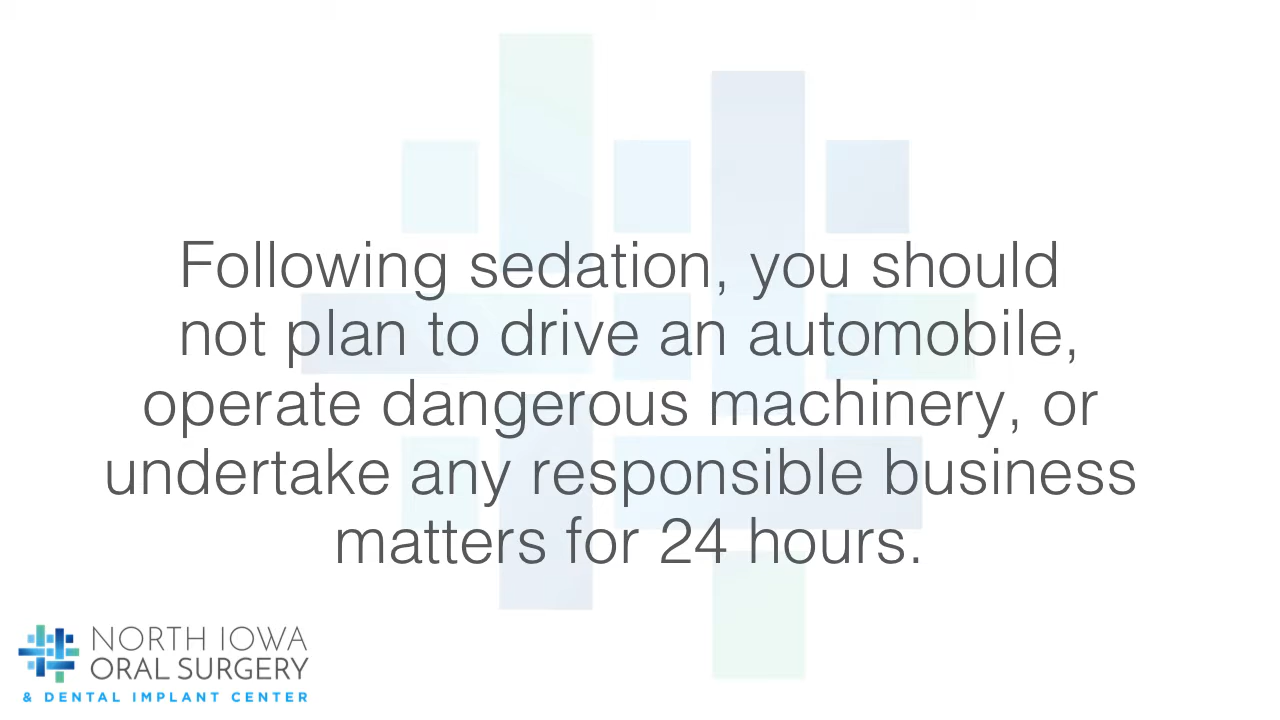 Following sedation, you should
not plan to drive an automobile,
operate dangerous machinery, or
undertake any responsible business
matters for 24 hours.
NORTH IOWA
ORAL SURGERY
& DENTAL IMPLANT CENTER